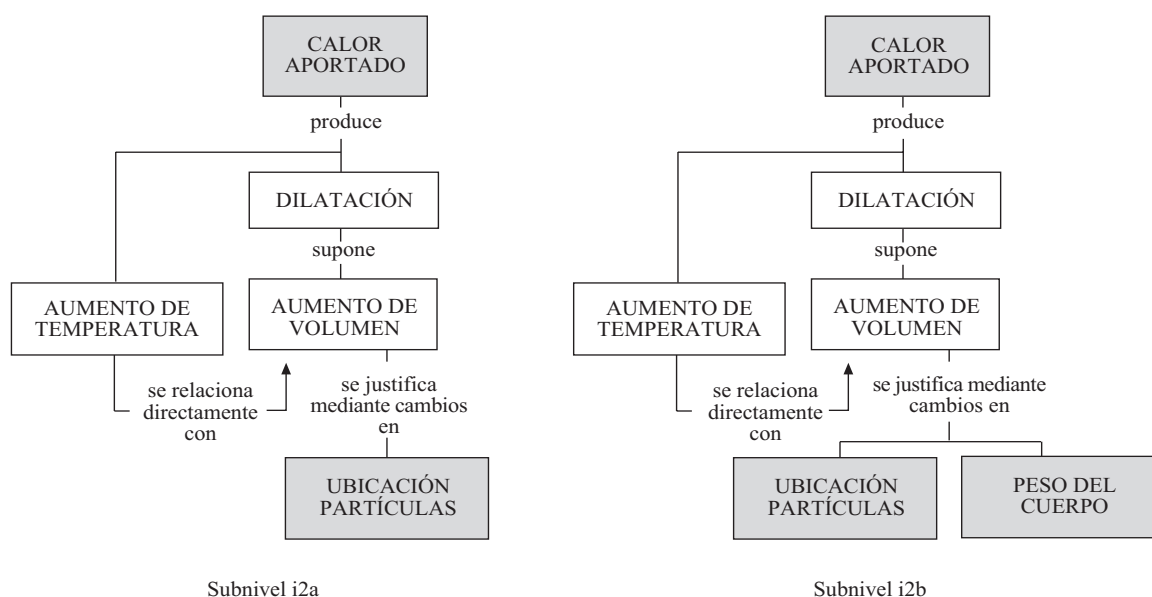 CALOR
APORTADO
produce
DILATACIÓN
supone
AUMENTO DE
TEMPERATURA
AUMENTO DE
VOLUMEN
se relaciona
directamente
con
se justifica
mediante cambios
en
UBICACIÓN
PARTÍCULAS
Subnivel i2a
CALOR
APORTADO
produce
DILATACIÓN
supone
AUMENTO DE
TEMPERATURA
AUMENTO DE
VOLUMEN
se relaciona
directamente
con
se justifica mediante
cambios en
UBICACIÓN
PARTÍCULAS
PESO DEL
CUERPO
Subnivel i2b